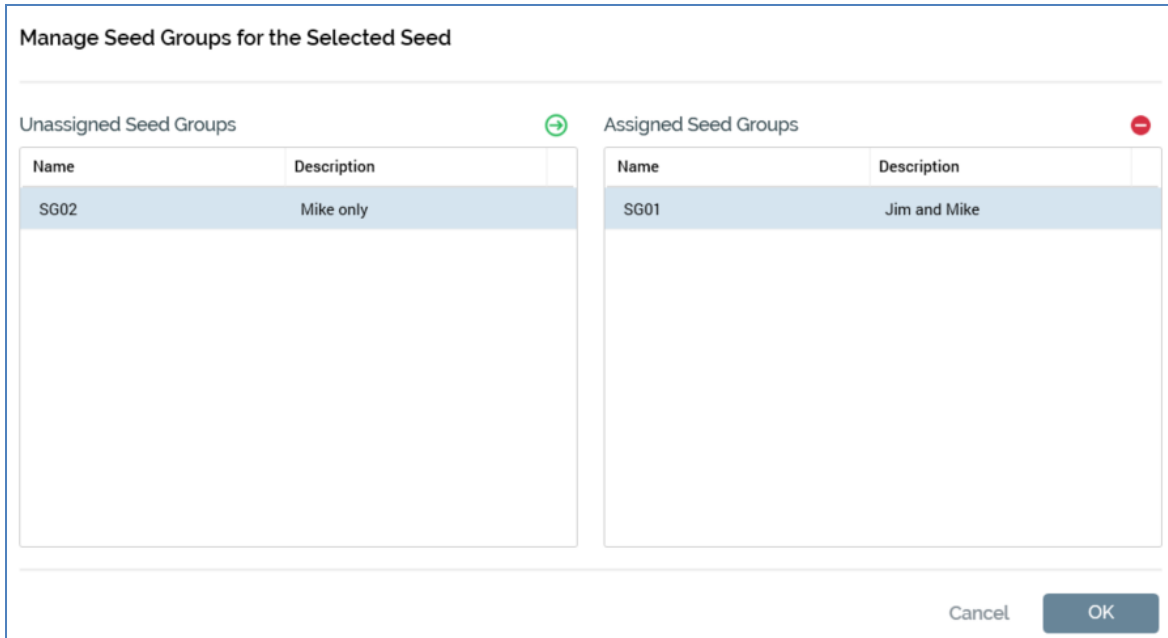 Manage Seed Groups for the Selected Seed
Unassigned Seed Groups Assigned Seed Groups
Name Description Name Description
SG02 Mike only SG01 Jim and Mike
Cancel OK